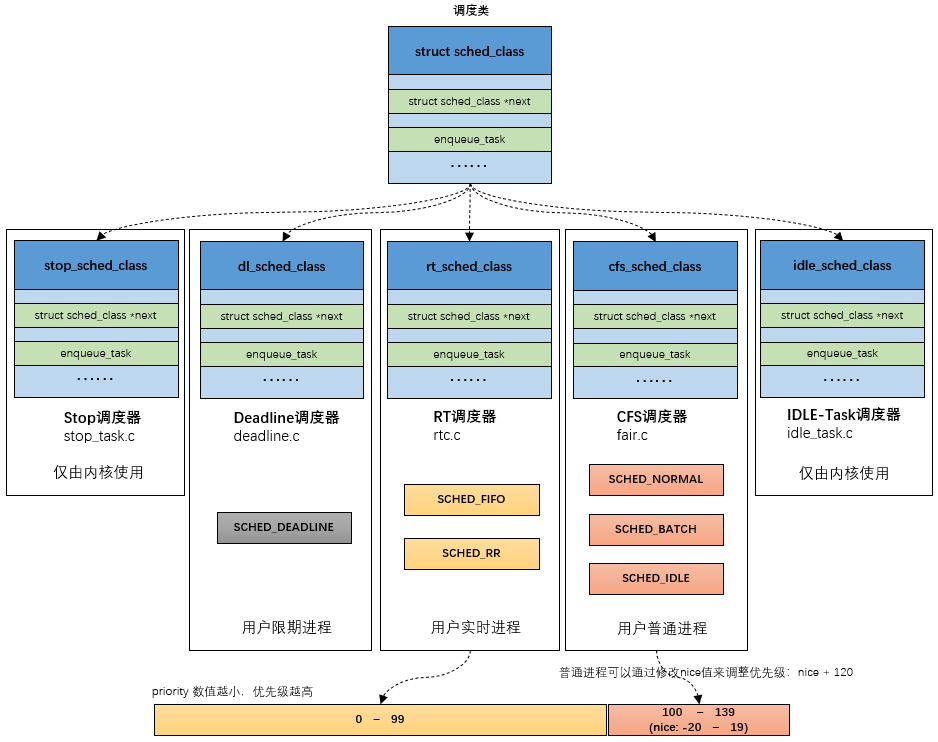 调度类
struct sched_class
struct sched_class *next
enqueue_task
······
stop_sched_class
struct sched_class *next
enqueue_task
······
Stop调度器
stop_task.c
仅由内核使用
dl_sched_class
struct sched_class *next
enqueue_task
······
Deadline调度器
deadline.c
SCHED_DEADLINE
用户限期进程
rt_sched_class
struct sched_class *next
enqueue_task
······
RT调度器
rtc.c
SCHED_FIFO
SCHED_RR
用户实时进程
cfs_sched_class
struct sched_class *next
enqueue_task
······
CFS调度器
fair.c
SCHED_NORMAL
SCHED_BATCH
SCHED_IDLE
用户普通进程
idle_sched_class
struct sched_class *next
enqueue_task
······
IDLE-Task调度器
idle_task.c
仅由内核使用
普通进程可以通过修改nice值来调整优先级：nice + 120
priority 数值越小，优先级越高
0 – 99
100 – 139
(nice: -20 – 19)